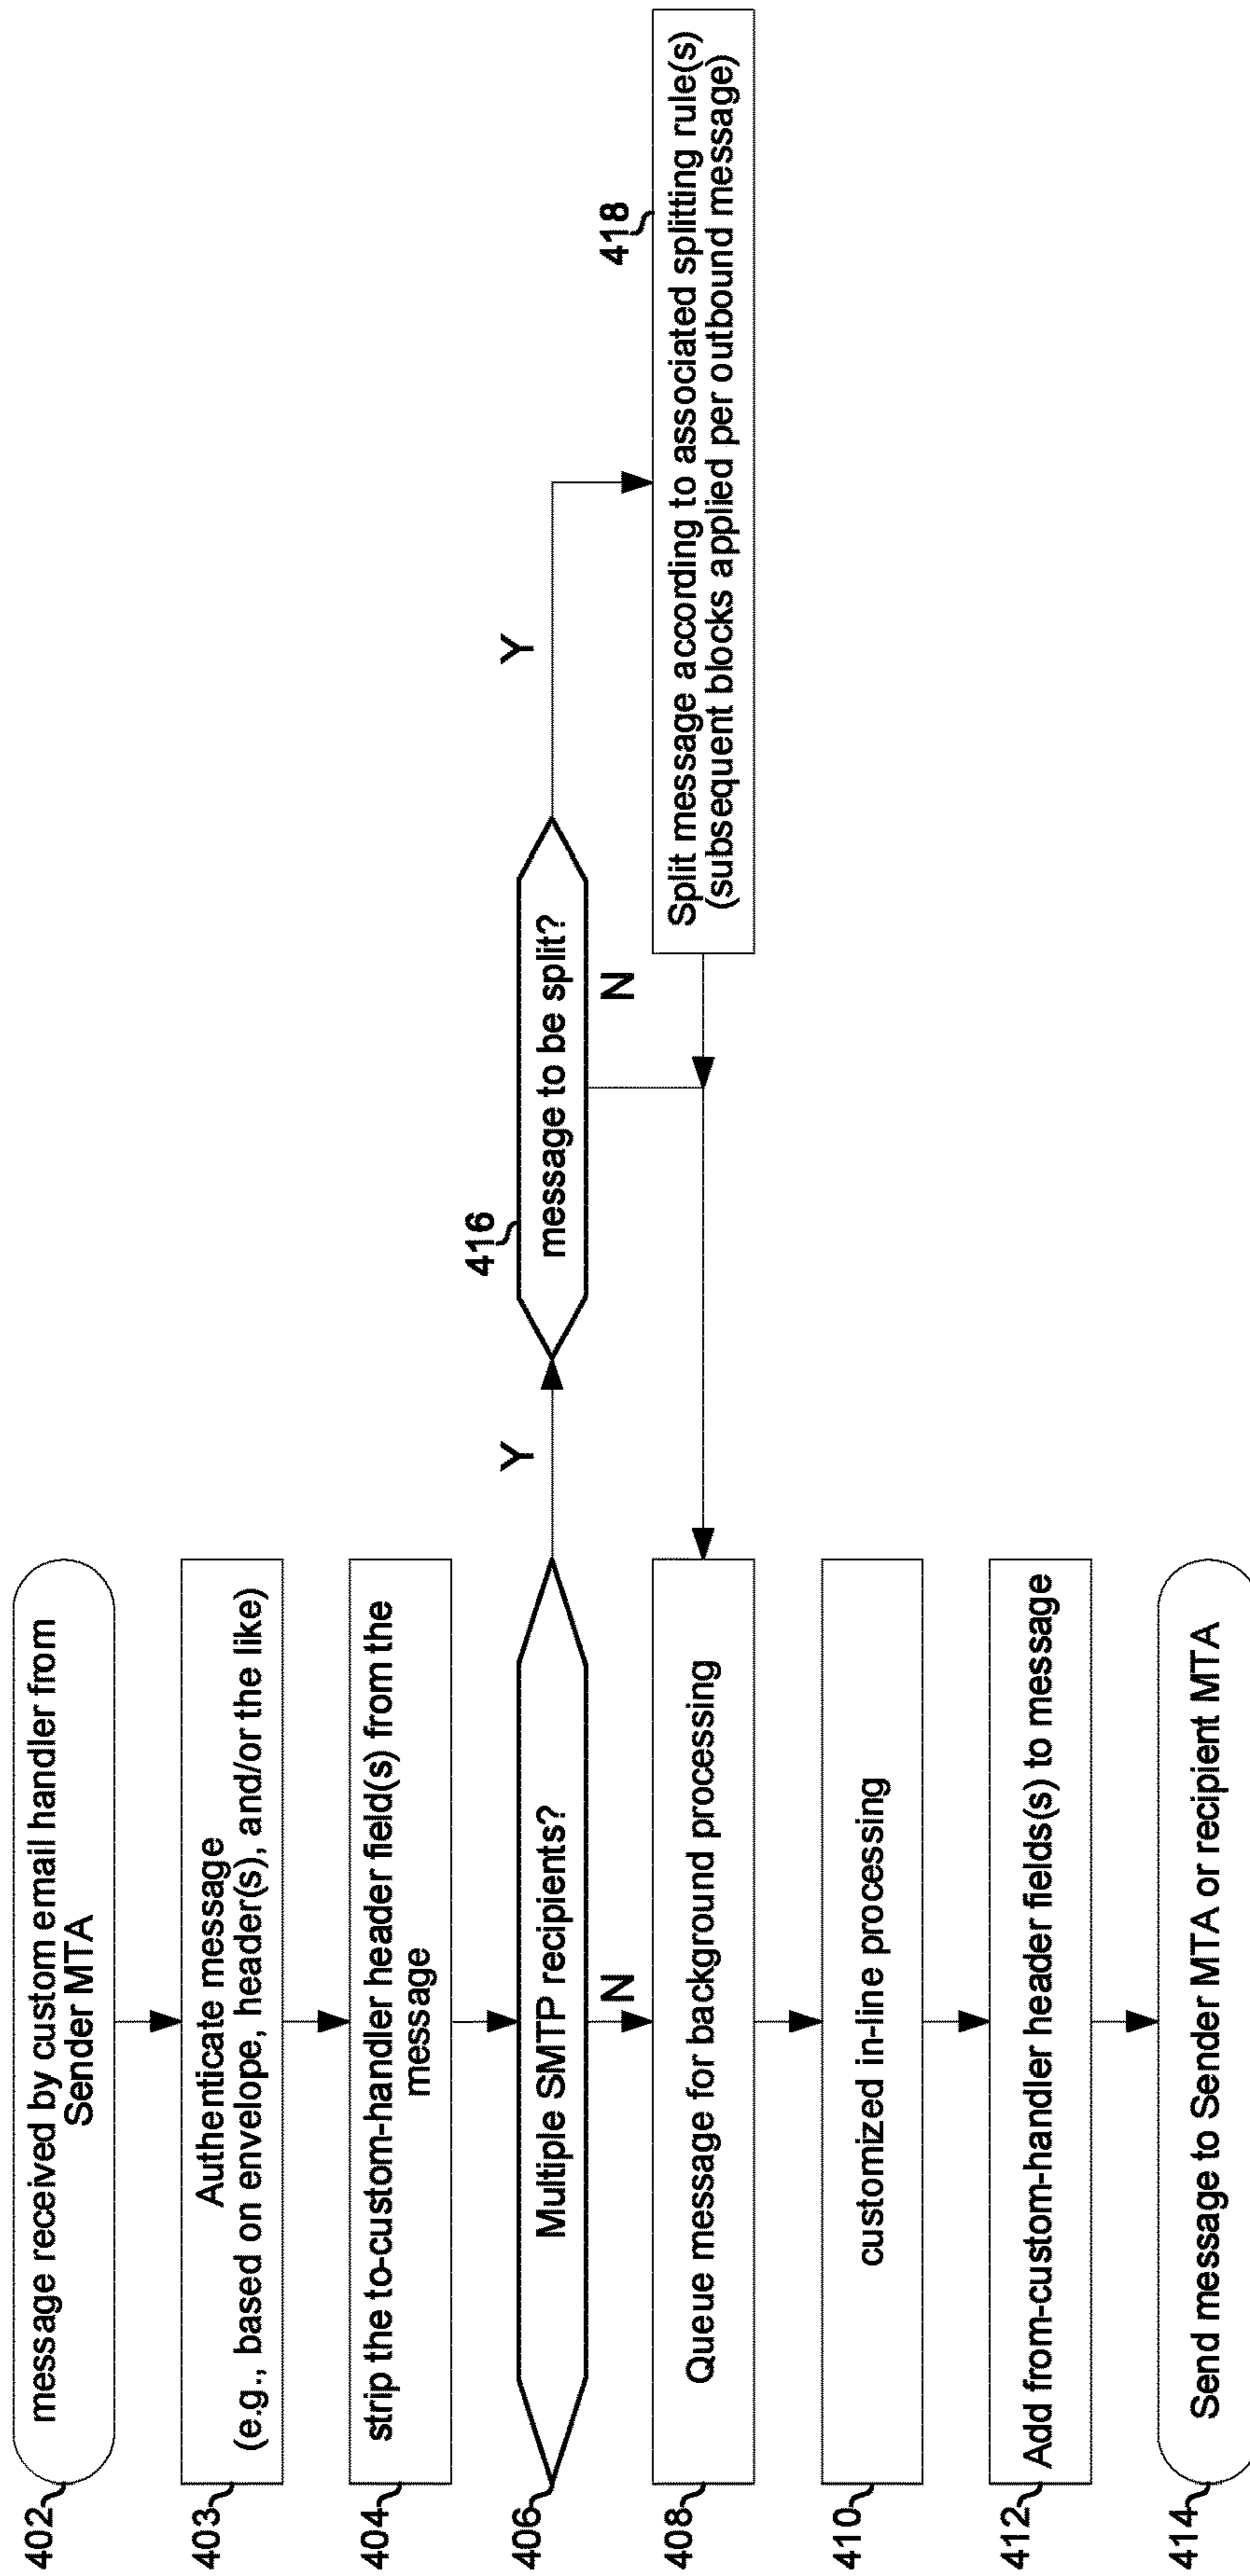 402
message received by custom email handler from
Sender MTA
403
Authenticate message
(e.g., based on envelope, header(s), and/or the like)
404
strip the to-custom-handler header field(s) from the
message
406
Multiple SMTP recipients?
Y
N
416
message to be split?
Y
N
418
Split message according to associated splitting rule(s)
(subsequent blocks applied per outbound message)
408
Queue message for background processing
410
customized in-line processing
412
Add from-custom-handler header fields(s) to message
414
Send message to Sender MTA or recipient MTA